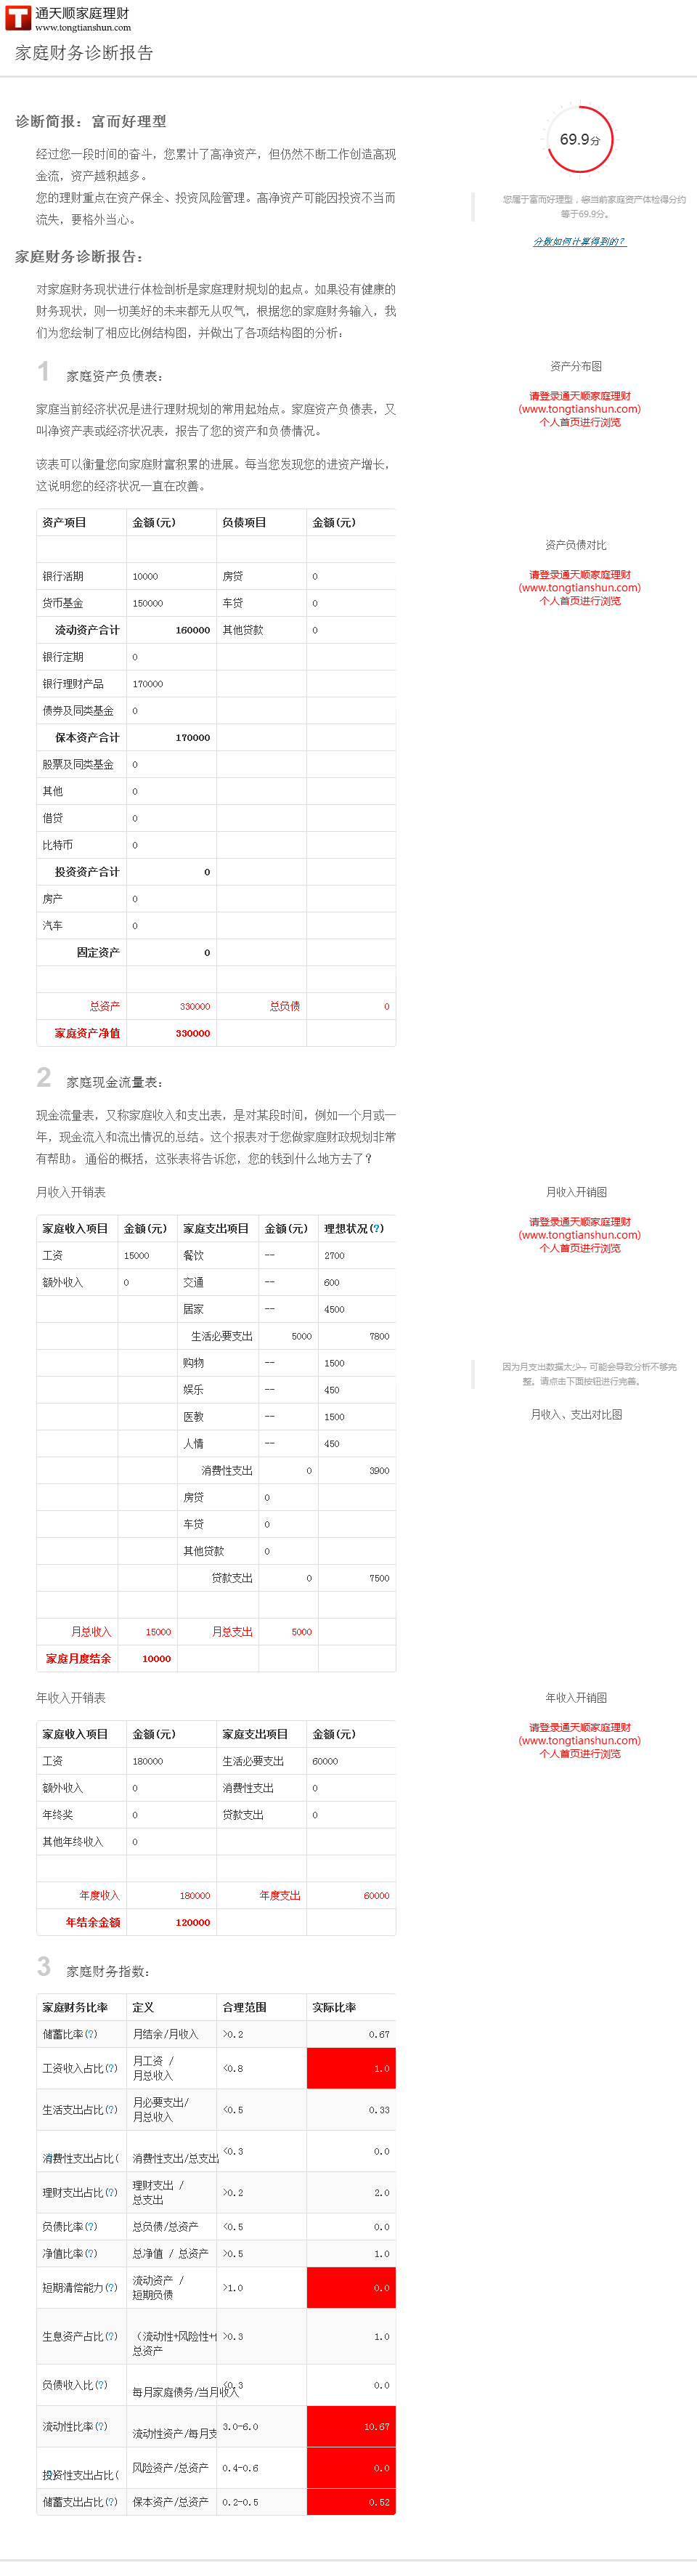 通天顺家庭理财
www.tongtianshun.com
家庭财务诊断报告
诊断简报：富而好理型
经过您一段时间的奋斗，您累计了高净资产，但仍然不断工作创造高现
金流，资产越积越多。
您的理财重点在资产保全、投资风险管理。高净资产可能因投资不当而
流失，要格外当心。
69.9分
您属于富而好理型，您当前家庭资产体检得分约
等于69.9分。
分数如何计算得到的？
家庭财务诊断报告：
对家庭财务现状进行体检剖析是家庭理财规划的起点。如果没有健康的
财务现状，则一切美好的未来都无从叹气，根据您的家庭财务输入，我
们为您绘制了相应比例结构图，并做出了各项结构图的分析：
1 家庭资产负债表：
家庭当前经济状况是进行理财规划的常用起始点。家庭资产负债表，又
叫净资产表或经济状况表，报告了您的资产和负债情况。
该表可以衡量您向家庭财富积累的进展。每当您发现您的进资产增长，
这说明您的经济状况一直在改善。
资产分布图
请登录通天顺家庭理财
(www.tongtianshun.com)
个人首页进行浏览
资产项目 金额(元) 负债项目 金额(元)
银行活期 10000 房贷 0
货币基金 150000 车贷 0
流动资产合计 160000 其他贷款 0
银行定期 0
银行理财产品 170000
债券及同类基金 0
保本资产合计 170000
股票及同类基金 0
其他 0
借贷 0
比特币 0
投资资产合计 0
房产 0
汽车 0
固定资产 0
总资产 330000 总负债 0
家庭资产净值 330000
资产负债对比
请登录通天顺家庭理财
(www.tongtianshun.com)
个人首页进行浏览
2 家庭现金流量表：
现金流量表，又称家庭收入和支出表，是对某段时间，例如一个月或一
年，现金流入和流出情况的总结。这个报表对于您做家庭财政规划非常
有帮助。 通俗的概括，这张表将告诉您，您的钱到什么地方去了？
月收入开销表
家庭收入项目 金额(元) 家庭支出项目 金额(元) 理想状况(?)
工资 15000 餐饮 -- 2700
额外收入 0 交通 -- 600
居家 -- 4500
生活必要支出 5000 7800
购物 -- 1500
娱乐 -- 450
医教 -- 1500
人情 -- 450
消费性支出 0 3900
房贷 0
车贷 0
其他贷款 0
贷款支出 0 7500
月总收入 15000 月总支出 5000
家庭月度结余 10000
月收入开销图
请登录通天顺家庭理财
(www.tongtianshun.com)
个人首页进行浏览
因为月支出数据太少，可能会导致分析不够完
整。请点击下面按钮进行完善。
月收入、支出对比图
年收入开销表
家庭收入项目 金额(元) 家庭支出项目 金额(元)
工资 180000 生活必要支出 60000
额外收入 0 消费性支出 0
年终奖 0 贷款支出 0
其他年终收入 0
年度收入 180000 年度支出 60000
年结余金额 120000
年收入开销图
请登录通天顺家庭理财
(www.tongtianshun.com)
个人首页进行浏览
3 家庭财务指数：
家庭财务比率 定义 合理范围 实际比率
储蓄比率(?) 月结余/月收入 >0.2 0.67
工资收入占比(?) 月工资 /
月总收入 <0.8 1.0
生活支出占比(?) 月必要支出/
月总收入 <0.5 0.33
消费性支出占比( 消费性支出/总支出 <0.3 0.0
理财支出占比(?) 理财支出 /
总支出 >0.2 2.0
负债比率(?) 总负债/总资产 <0.5 0.0
净值比率(?) 总净值 / 总资产 >0.5 1.0
短期清偿能力(?) 流动资产 /
短期负债 >1.0 0.0
生息资产占比(?) （流动性+风险性+
总资产 >0.3 1.0
负债收入比(?) 每月家庭债务/当月收入 <0.3 0.0
流动性比率(?) 流动性资产/每月支 3.0-6.0 10.67
投资性支出占比( 风险资产/总资产 0.4-0.6 0.0
储蓄支出占比(?) 保本资产/总资产 0.2-0.5 0.52